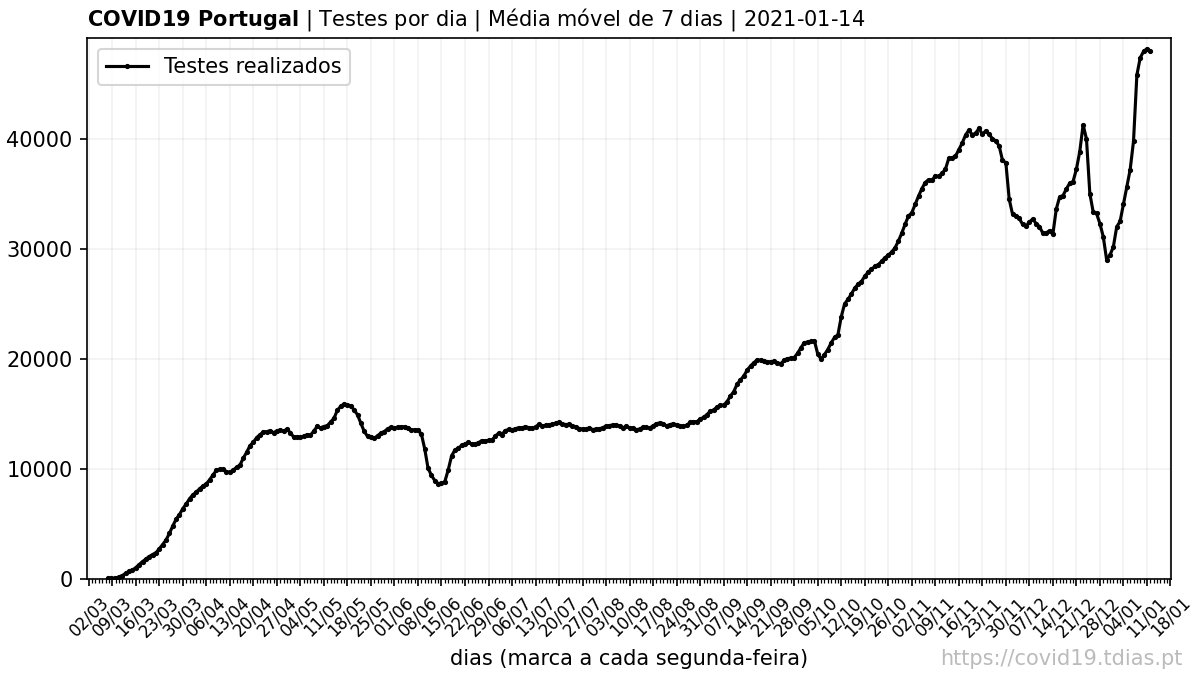 COVID19 Portugal | Testes por dia | Média móvel de 7 dias | 2021-01-14
Testes realizados
40000
30000
20000
10000
0
02/03 09/03 16/03 23/03 30/03 06/04 13/04 20/04 27/04 04/05 11/05 18/05 25/05 01/06 08/06 15/06 22/06 29/06 06/07 13/07 20/07 27/07 03/08 10/08 17/08 24/08 31/08 07/09 14/09 21/09 28/09 05/10 12/10 19/10 26/10 02/11 09/11 16/11 23/11 30/11 07/12 14/12 21/12 28/12 04/01 11/01 18/01
dias (marca a cada segunda-feira)
https://covid19.tdias.pt